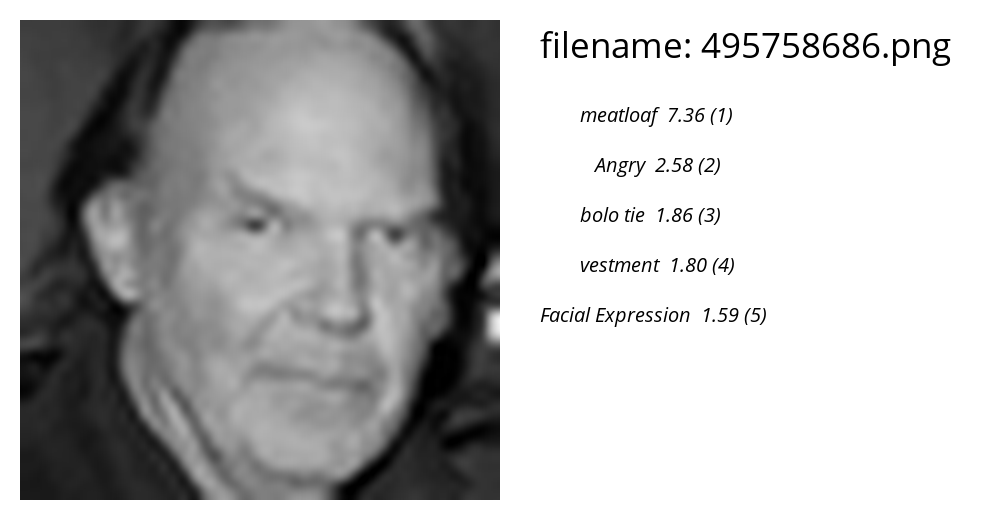 filename: 495758686.png
meatloaf 7.36 (1)
Angry 2.58 (2)
bolo tie 1.86 (3)
vestment 1.80 (4)
Facial Expression 1.59 (5)